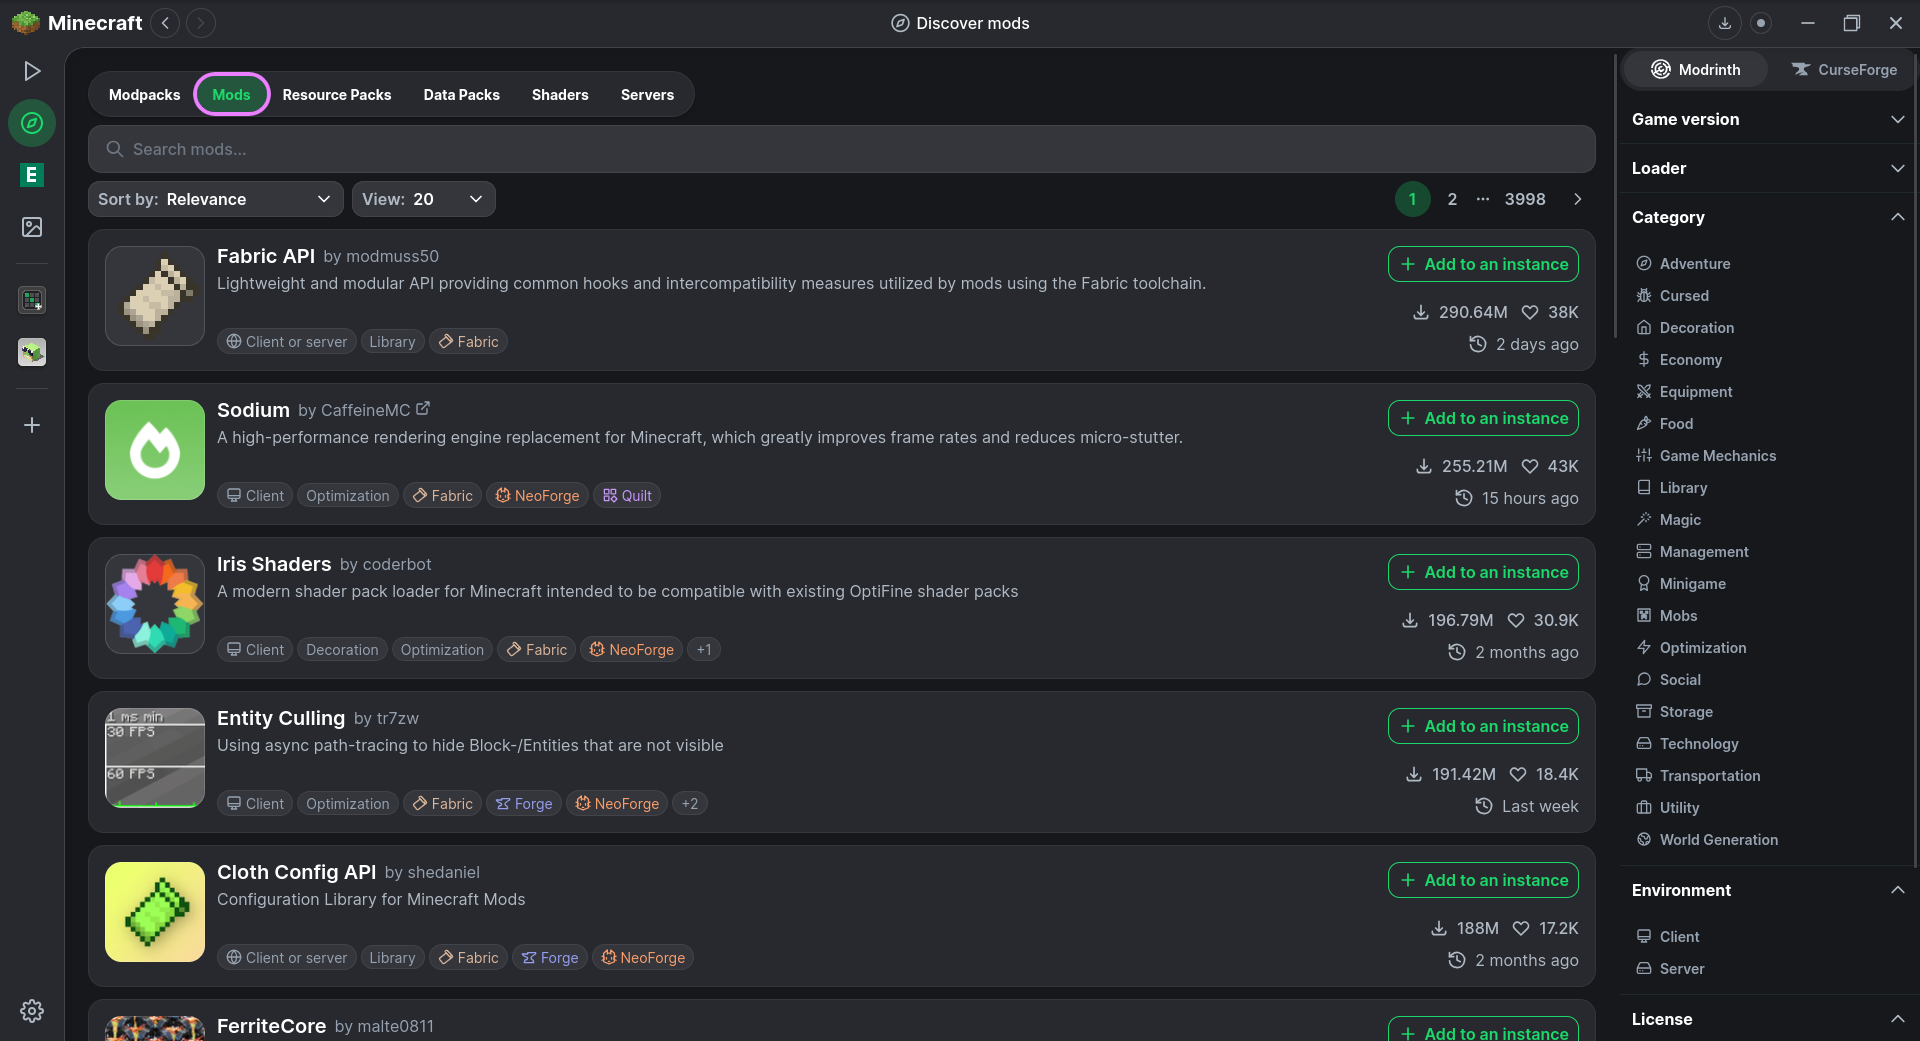 Minecraft
Discover mods
Modpacks Mods Resource Packs Data Packs Shaders Servers
Search mods...
Sort by: Relevance View: 20 1 2 ... 3998
Fabric API by modmuss50
Lightweight and modular API providing common hooks and intercompatibility measures utilized by mods using the Fabric toolchain.
Client or server Library Fabric
Add to an instance
290.64M 38K
2 days ago
Sodium by CaffeineMC
A high-performance rendering engine replacement for Minecraft, which greatly improves frame rates and reduces micro-stutter.
Client Optimization Fabric NeoForge Quilt
Add to an instance
255.21M 43K
15 hours ago
Iris Shaders by coderbot
A modern shader pack loader for Minecraft intended to be compatible with existing OptiFine shader packs
Client Decoration Optimization Fabric NeoForge +1
Add to an instance
196.79M 30.9K
2 months ago
1 ms min
30 FPS
60 FPS
Entity Culling by tr7zw
Using async path-tracing to hide Block-/Entities that are not visible
Client Optimization Fabric Forge NeoForge +2
Add to an instance
191.42M 18.4K
Last week
Cloth Config API by shedaniel
Configuration Library for Minecraft Mods
Client or server Library Fabric Forge NeoForge
Add to an instance
188M 17.2K
2 months ago
FerriteCore by malte0811
Add to an instance
Modrinth CurseForge
Game version
Loader
Category
Adventure
Cursed
Decoration
Economy
Equipment
Food
Game Mechanics
Library
Magic
Management
Minigame
Mobs
Optimization
Social
Storage
Technology
Transportation
Utility
World Generation
Environment
Client
Server
License
E